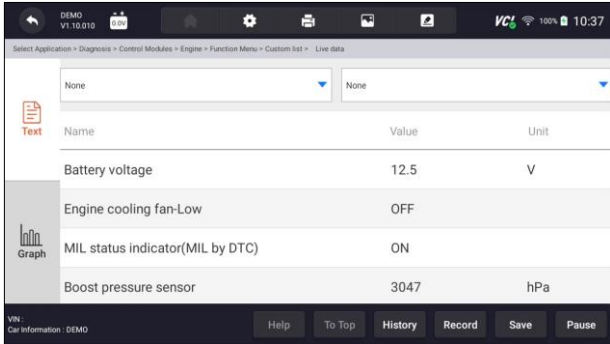 DEMO
V1.10.010
0.0V
VC! 100% 10:37
Select Application > Diagnosis > Control Modules > Engine > Function Menu > Custom list > Live data
None None
Text
Name Value Unit
Battery voltage 12.5 V
Engine cooling fan-Low OFF
Graph
MIL status indicator(MIL by DTC) ON
Boost pressure sensor 3047 hPa
VIN :
Car Information : DEMO
Help To Top History Record Save Pause